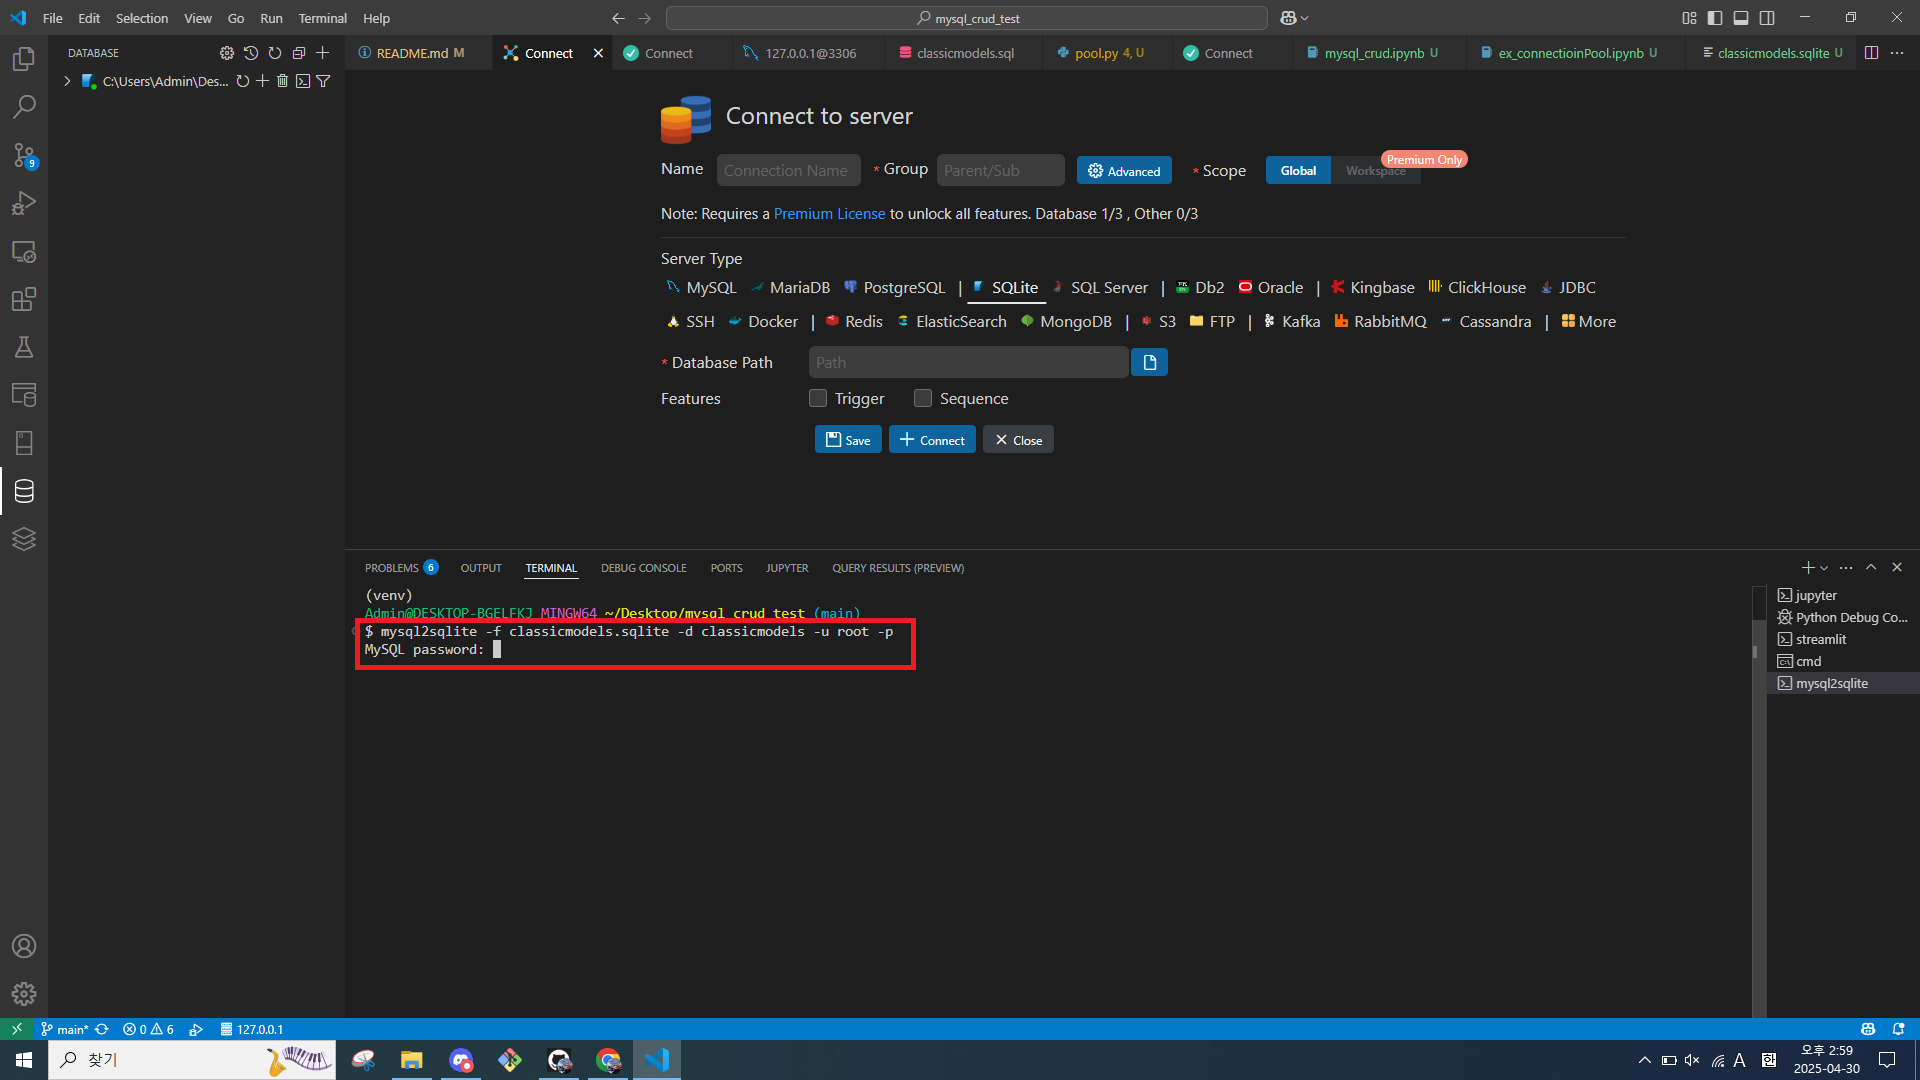 File Edit Selection View Go Run Terminal Help
mysql_crud_test
DATABASE
C:\Users\Admin\Des...
9
README.md M
Connect
Connect
127.0.0.1@3306
classicmodels.sql
pool.py 4, U
Connect
mysql_crud.ipynb U
ex_connectioinPool.ipynb U
classicmodels.sqlite U
Connect to server
Name Connection Name * Group Parent/Sub Advanced * Scope Global Workspace
Premium Only
Note: Requires a Premium License to unlock all features. Database 1/3 , Other 0/3
Server Type
MySQL MariaDB PostgreSQL | SQLite SQL Server | Db2 Oracle | Kingbase ClickHouse JDBC
SSH Docker | Redis ElasticSearch MongoDB | S3 FTP | Kafka RabbitMQ Cassandra | More
* Database Path Path
Features Trigger Sequence
Save Connect Close
PROBLEMS 6 OUTPUT TERMINAL DEBUG CONSOLE PORTS JUPYTER QUERY RESULTS (PREVIEW)
(venv)
Admin@DESKTOP-BGELFKJ MINGW64 ~/Desktop/mysql_crud_test (main)
$ mysql2sqlite -f classicmodels.sqlite -d classicmodels -u root -p
MySQL password:
jupyter
Python Debug Co...
streamlit
cmd
mysql2sqlite
main* 0 6 127.0.0.1
찾기
A 한
오후 2:59
2025-04-30